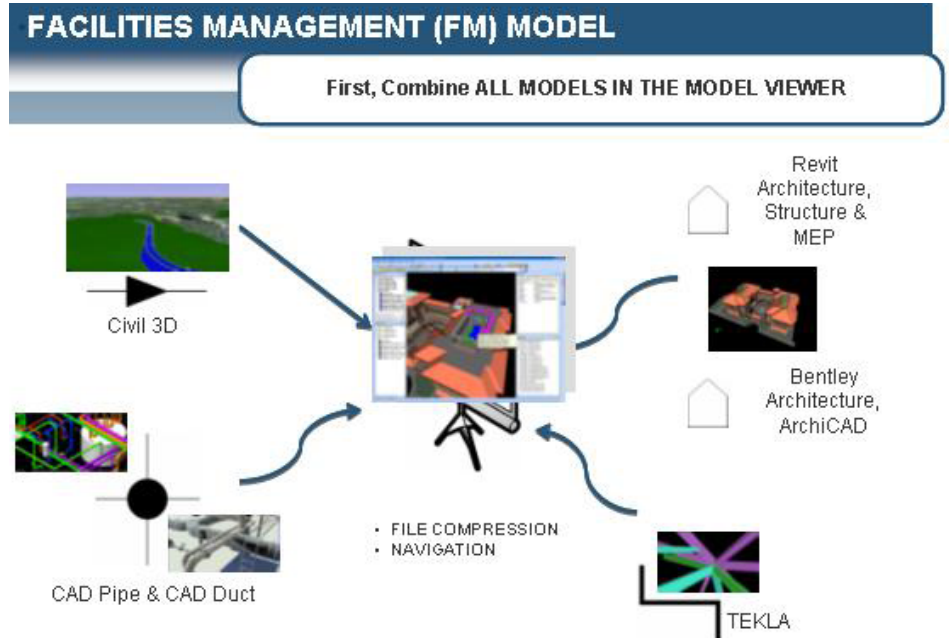 FACILITIES MANAGEMENT (FM) MODEL
First, Combine ALL MODELS IN THE MODEL VIEWER
Revit
Architecture,
Structure &
MEP
Civil 3D
Bentley
Architecture,
ArchiCAD
• FILE COMPRESSION
• NAVIGATION
CAD Pipe & CAD Duct
TEKLA